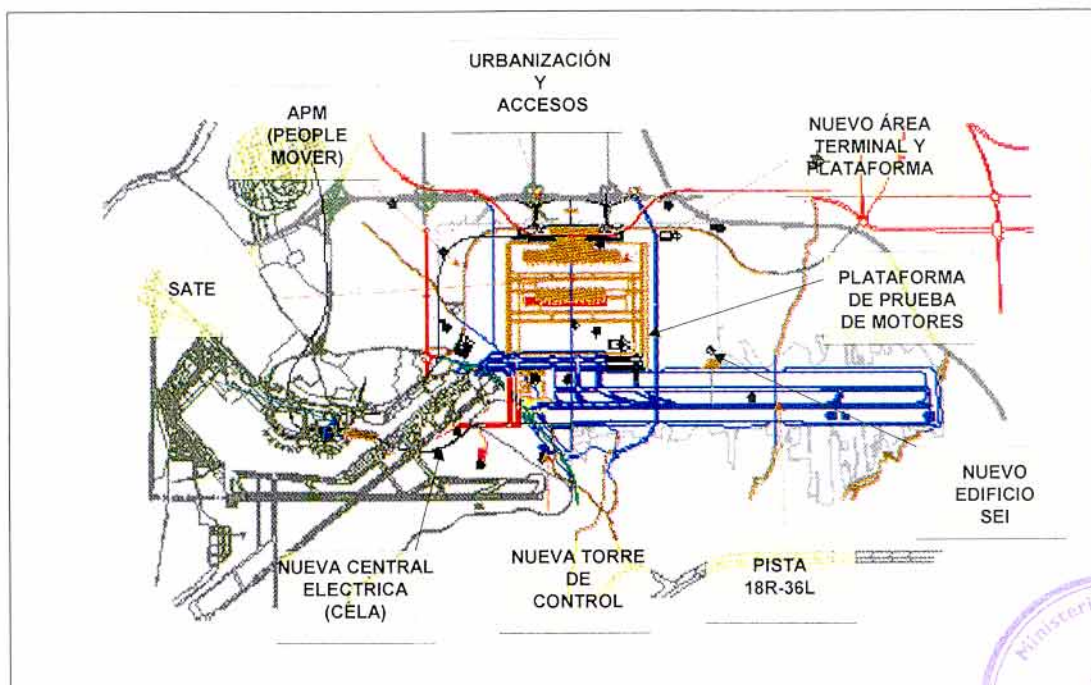 URBANIZACIÓN
Y
ACCESOS
APM
(PEOPLE
MOVER)
NUEVO ÁREA
TERMINAL Y
PLATAFORMA
SATE
PLATAFORMA
DE PRUEBA
DE MOTORES
NUEVO
EDIFICIO
SEI
NUEVA CENTRAL
ELECTRICA
(CELA)
NUEVA TORRE
DE
CONTROL
PISTA
18R-36L
Ministeri